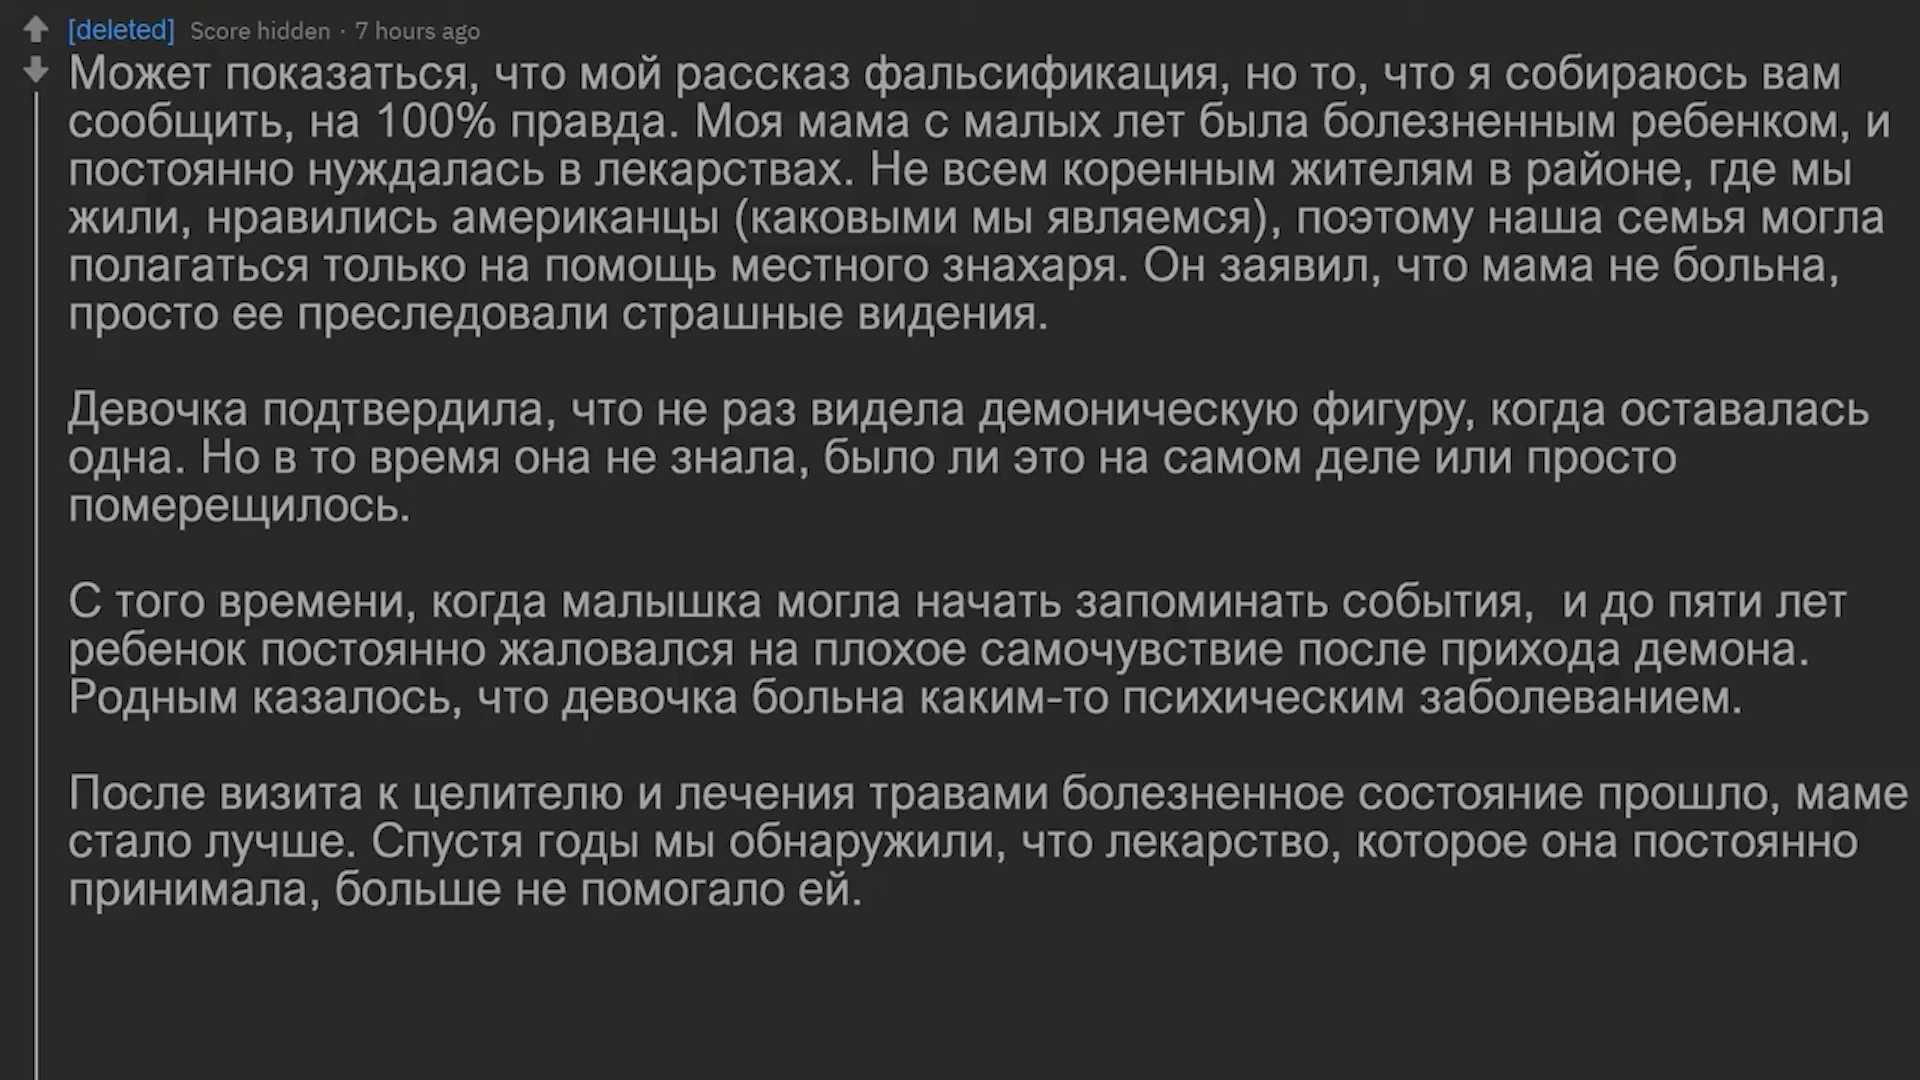 [deleted] Score hidden · 7 hours ago
Может показаться, что мой рассказ фальсификация, но то, что я собираюсь вам
сообщить, на 100% правда. Моя мама с малых лет была болезненным ребенком, и
постоянно нуждалась в лекарствах. Не всем коренным жителям в районе, где мы
жили, нравились американцы (каковыми мы являемся), поэтому наша семья могла
полагаться только на помощь местного знахаря. Он заявил, что мама не больна,
просто ее преследовали страшные видения.
Девочка подтвердила, что не раз видела демоническую фигуру, когда оставалась
одна. Но в то время она не знала, было ли это на самом деле или просто
померещилось.
С того времени, когда малышка могла начать запоминать события,  и до пяти лет
ребенок постоянно жаловался на плохое самочувствие после прихода демона.
Родным казалось, что девочка больна каким-то психическим заболеванием.
После визита к целителю и лечения травами болезненное состояние прошло, маме
стало лучше. Спустя годы мы обнаружили, что лекарство, которое она постоянно
принимала, больше не помогало ей.